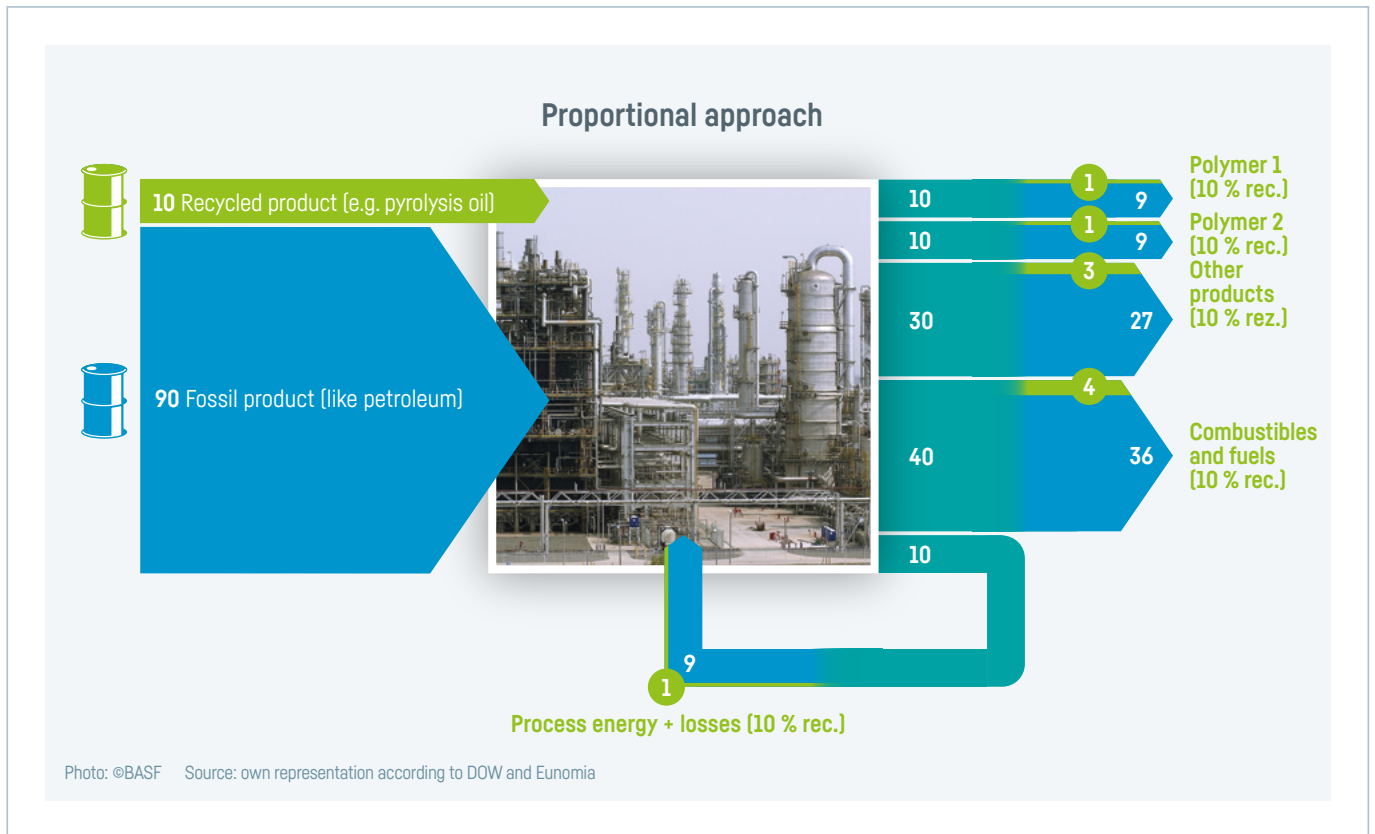 Proportional approach
10 Recycled product (e.g. pyrolysis oil)
90 Fossil product (like petroleum)
10
1
9
Polymer 1
(10 % rec.)
10
1
9
Polymer 2
(10 % rec.)
30
3
27
Other
products
(10 % rez.)
40
4
36
Combustibles
and fuels
(10 % rec.)
10
9
1
Process energy + losses (10 % rec.)
Photo: ©BASF Source: own representation according to DOW and Eunomia